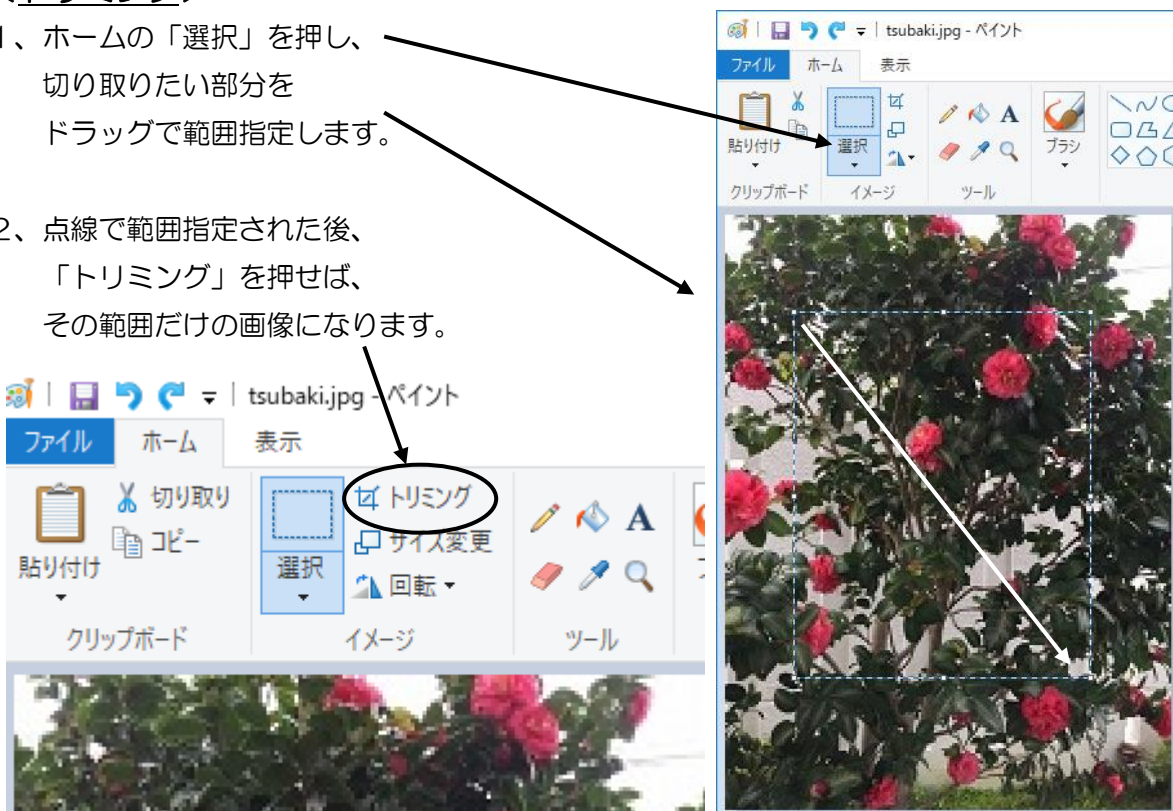 1、ホームの「選択」を押し、
切り取りたい部分を
ドラッグで範囲指定します。
2、点線で範囲指定された後、
「トリミング」を押せば、
その範囲だけの画像になります。
tsubaki.jpg - ペイント
ファイル ホーム 表示
貼り付け 選択 A ブラシ
クリップボード イメージ ツール
tsubaki.jpg - ペイント
ファイル ホーム 表示
切り取り トリミング
コピー サイズ変更 A
貼り付け 選択 回転
クリップボード イメージ ツール